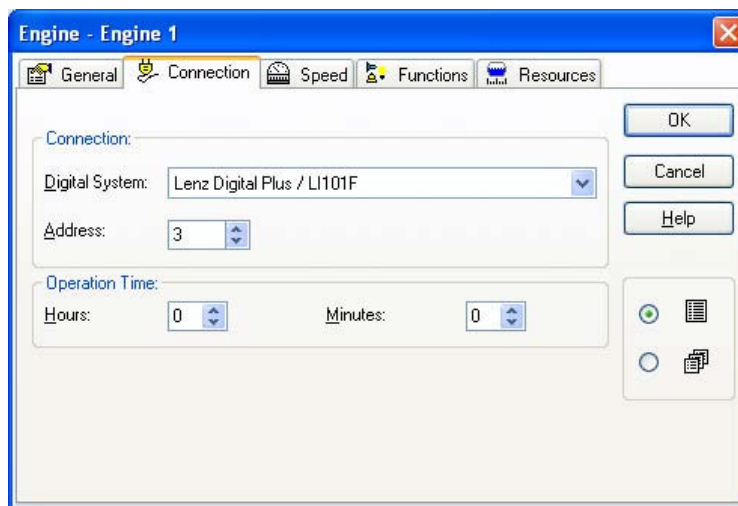 Engine - Engine 1
General Connection Speed Functions Resources
Connection:
Digital System: Lenz Digital Plus / LI101F
Address: 3
Operation Time:
Hours: 0 Minutes: 0
OK
Cancel
Help